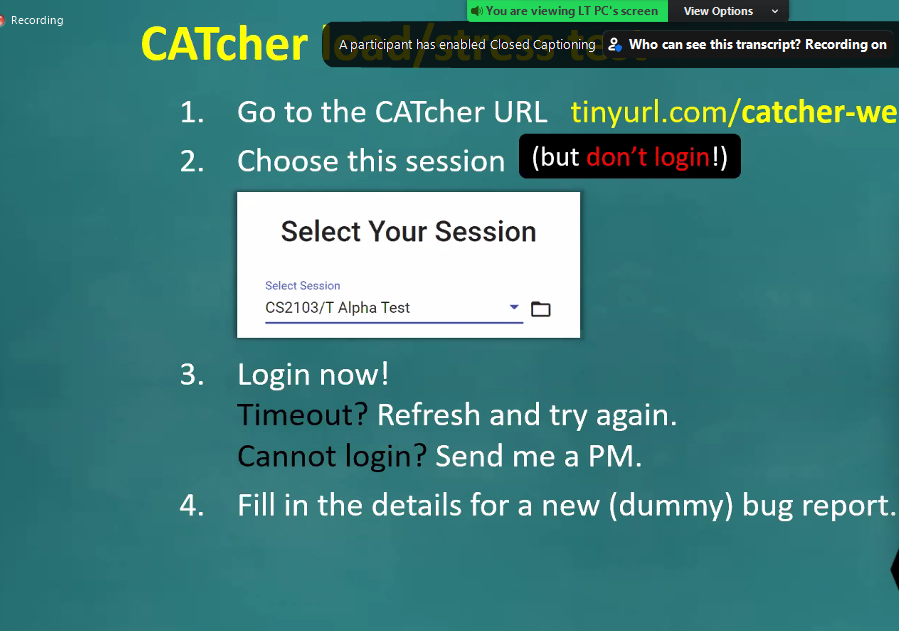 Recording
You are viewing LT PC's screen
View Options
A participant has enabled Closed Captioning
Who can see this transcript? Recording on
CATcher load/stress test
1. Go to the CATcher URL tinyurl.com/catcher-we
2. Choose this session (but don't login!)
Select Your Session
Select Session
CS2103/T Alpha Test
3. Login now!
Timeout? Refresh and try again.
Cannot login? Send me a PM.
4. Fill in the details for a new (dummy) bug report.